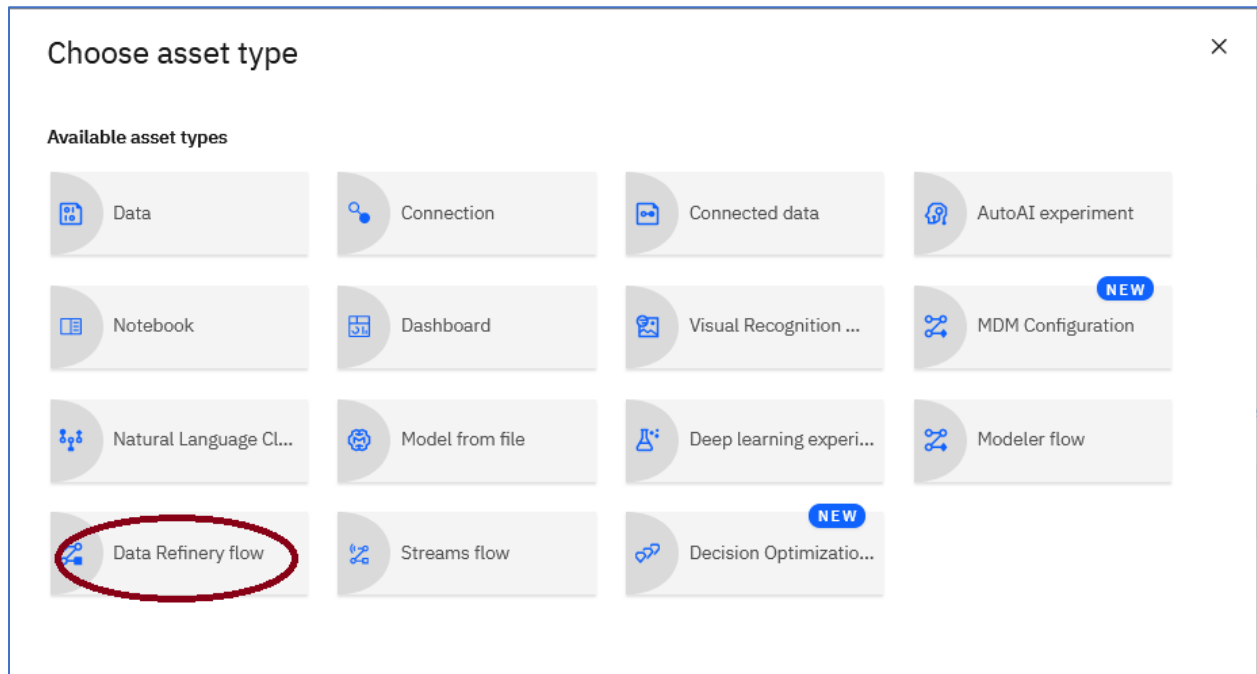 Choose asset type
Available asset types
Data
Connection
Connected data
AutoAI experiment
NEW
Notebook
Dashboard
Visual Recognition ...
MDM Configuration
Natural Language Cl...
Model from file
Deep learning experi...
Modeler flow
NEW
Data Refinery flow
Streams flow
Decision Optimizatio...